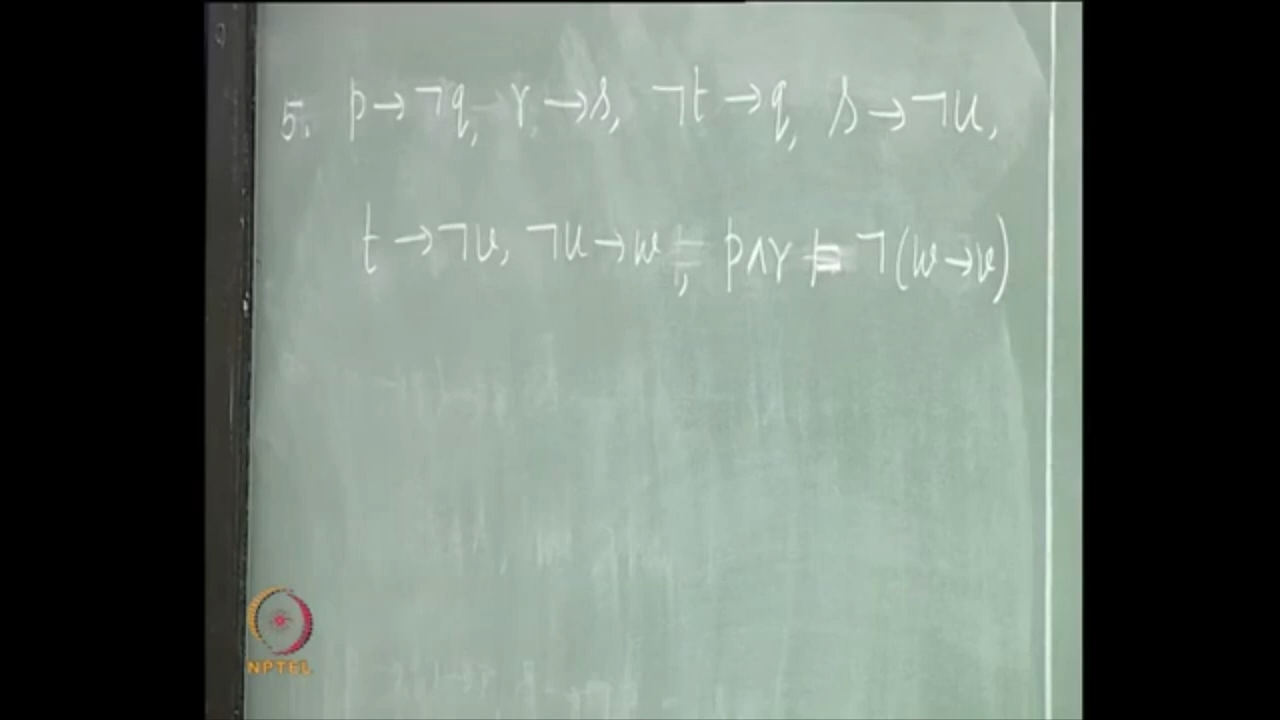 5. p → ¬q, r → s, ¬t → q, s → ¬u,
t → ¬v, ¬u → w, p ∧ r ⊨ ¬(w → v)
NPTEL